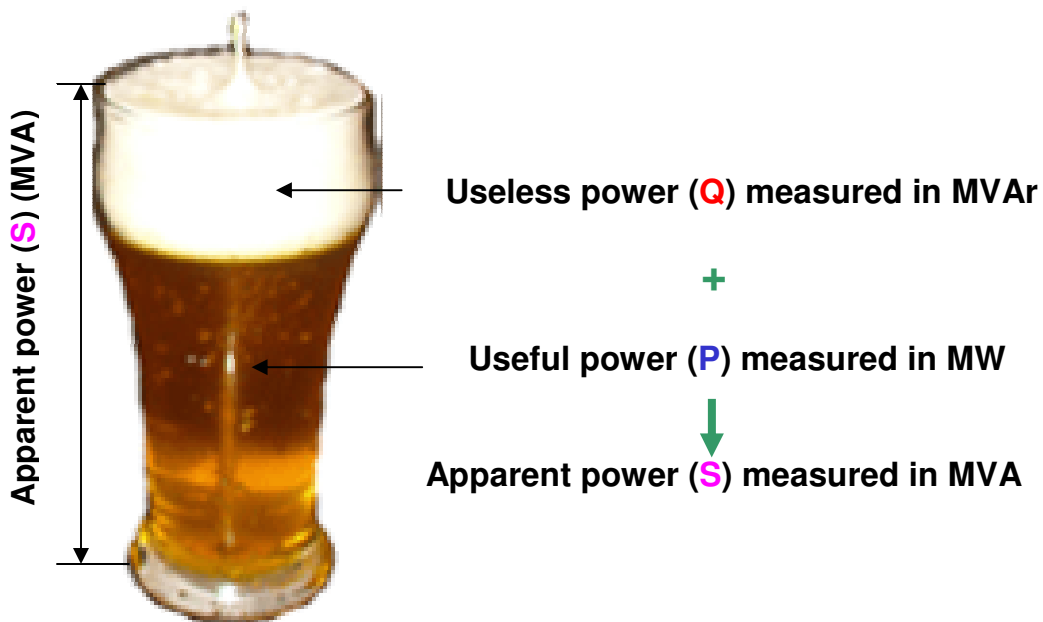 Apparent power (S) (MVA)
Useless power (Q) measured in MVAr
+
Useful power (P) measured in MW
Apparent power (S) measured in MVA